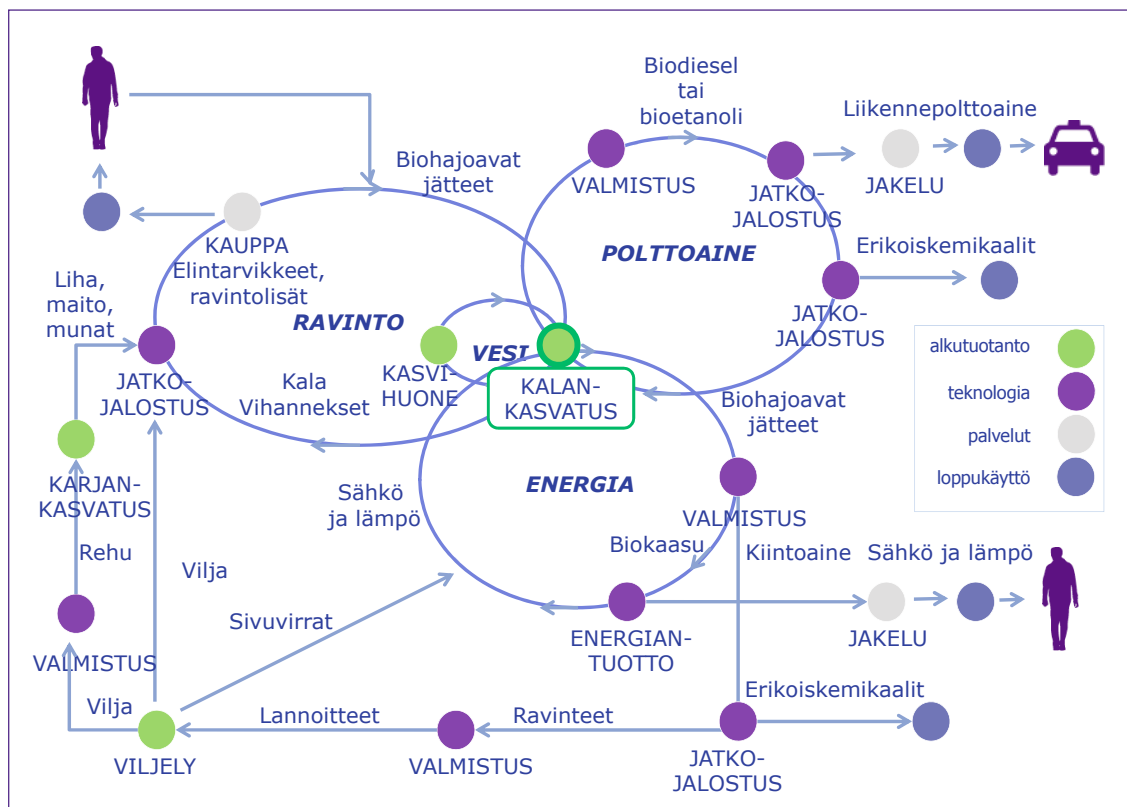 Biodiesel
tai
bioetanoli
Liikennepolttoaine
Biohajoavat
jätteet
VALMISTUS
JATKO-
JALOSTUS
JAKELU
KAUPPA
Elintarvikkeet,
ravintolisät
POLTTOAINE
Erikoiskemikaalit
Liha,
maito,
munat
RAVINTO
JATKO-
JALOSTUS
VESI
JATKO-
JALOSTUS
KASVI-
HUONE
KALAN-
KASVATUS
Kala
Vihannekset
Biohajoavat
jätteet
alkutuotanto
teknologia
palvelut
loppukäyttö
KARJAN-
KASVATUS
Sähkö
ja lämpö
ENERGIA
VALMISTUS
Rehu
Vilja
Biokaasu
Kiintoaine
Sähkö ja lämpö
Sivuvirrat
VALMISTUS
ENERGIAN-
TUOTTO
JAKELU
Vilja
Lannoitteet
Ravinteet
Erikoiskemikaalit
VILJELY
VALMISTUS
JATKO-
JALOSTUS